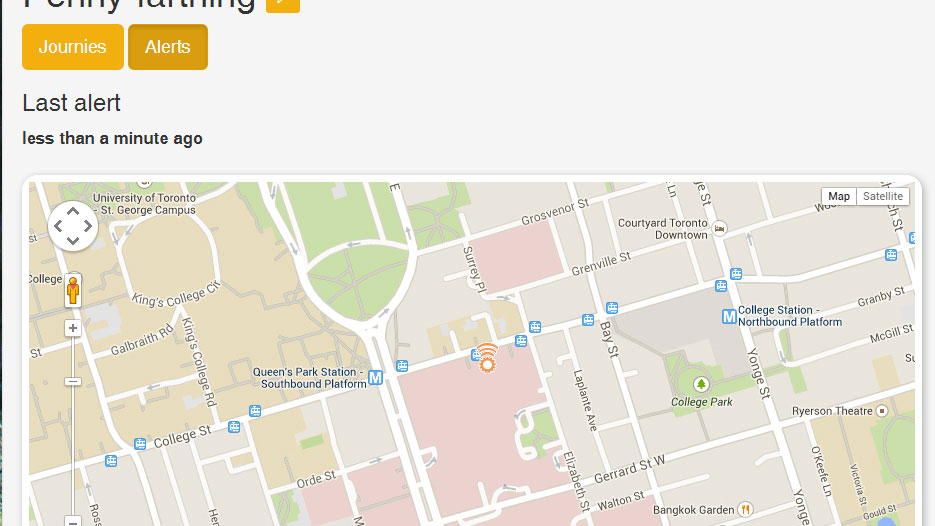 Penny farthing
Journies
Alerts
Last alert
less than a minute ago
Map
Satellite
University of Toronto
- St. George Campus
E
Grosvenor St
Ln
Courtyard Toronto
Downtown
St
College
King's College Cir
Surrey Pl
Grenville St
Granby St
College Station -
Northbound Platform
McGill St
Galbraith Rd
King's College Rd
Bay St
Yonge St
Queen's Park Station -
Southbound Platform
M
M
College Park
Laplante Ave
Ryerson Theatre
College St
Orde St
Elizabeth St
Gerrard St W
O'Keefe Ln
Victoria St
Walton St
Bangkok Garden
Yonge
Gould St